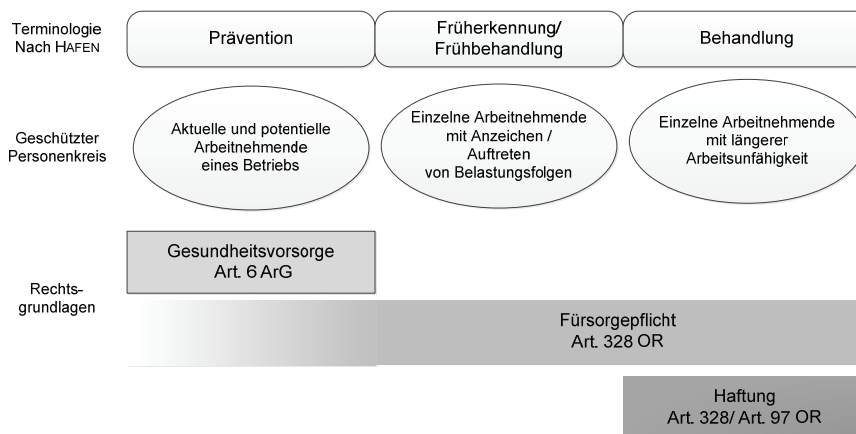 Terminologie
Nach HAFEN
Prävention
Früherkennung/
Frühbehandlung
Behandlung
Geschützter
Personenkreis
Aktuelle und potentielle
Arbeitnehmende
eines Betriebs
Einzelne Arbeitnehmende
mit Anzeichen /
Auftreten
von Belastungsfolgen
Einzelne Arbeitnehmende
mit längerer
Arbeitsunfähigkeit
Rechts-
grundlagen
Gesundheitsvorsorge
Art. 6 ArG
Fürsorgepflicht
Art. 328 OR
Haftung
Art. 328/ Art. 97 OR